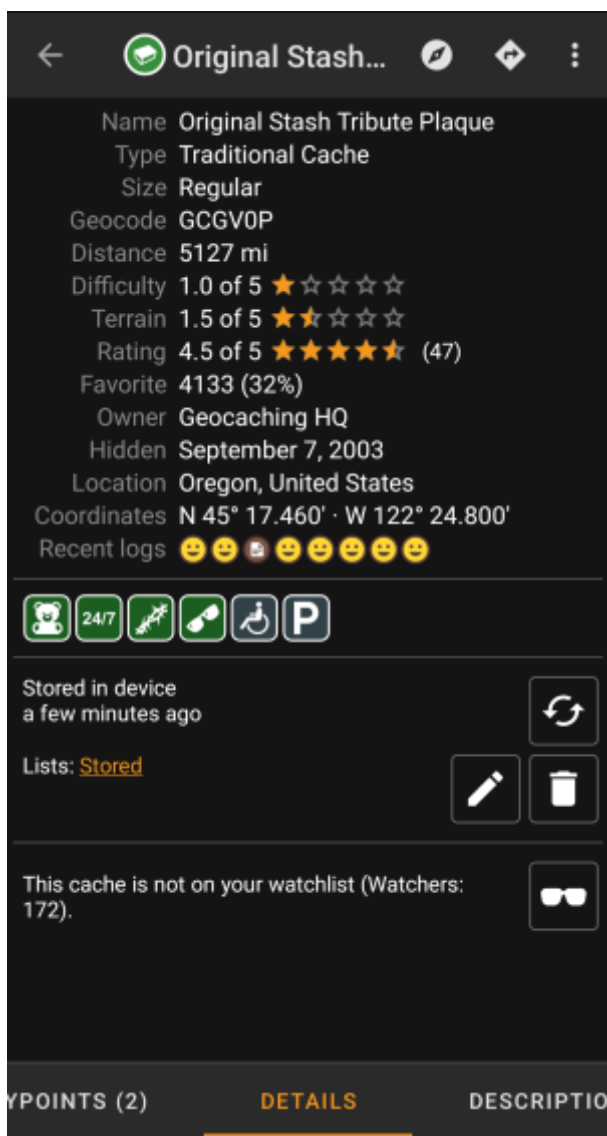 Original Stash...
Name Original Stash Tribute Plaque
Type Traditional Cache
Size Regular
Geocode GCGV0P
Distance 5127 mi
Difficulty 1.0 of 5
Terrain 1.5 of 5
Rating 4.5 of 5 (47)
Favorite 4133 (32%)
Owner Geocaching HQ
Hidden September 7, 2003
Location Oregon, United States
Coordinates N 45° 17.460' · W 122° 24.800'
Recent logs
24/7 P
Stored in device
a few minutes ago
Lists: Stored
This cache is not on your watchlist (Watchers:
172).
YPOINTS (2) DETAILS DESCRIPTIO